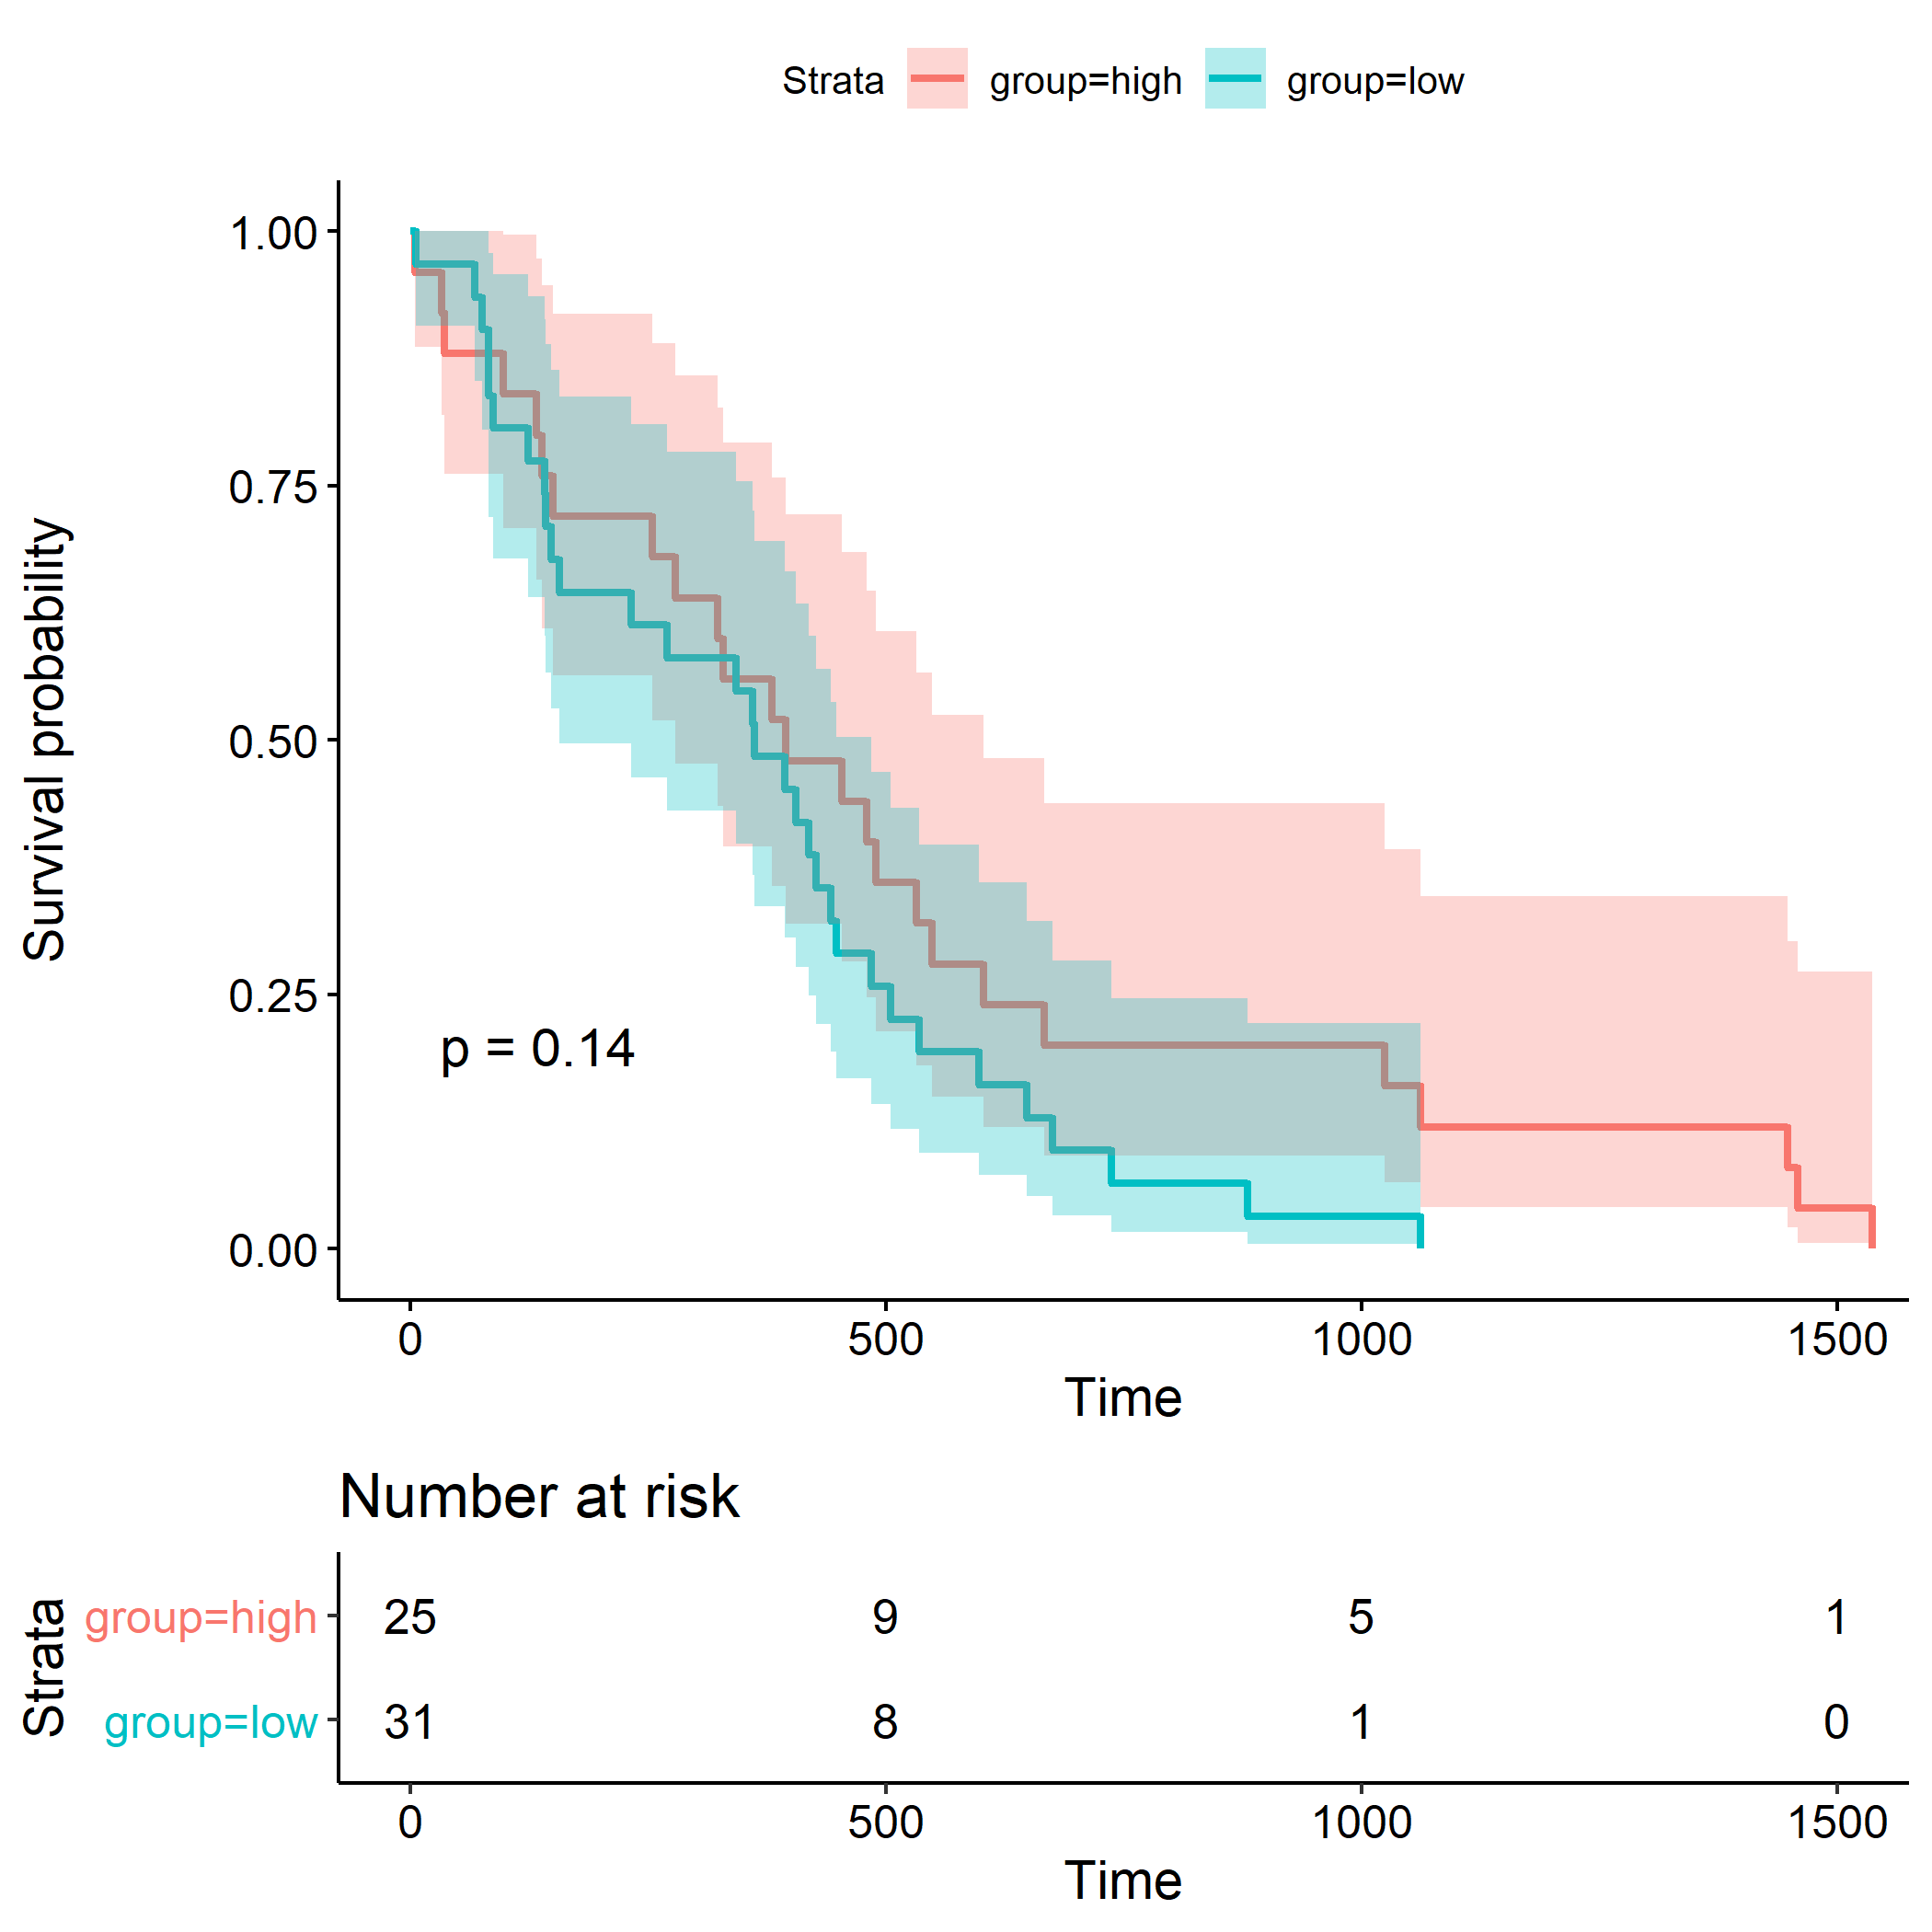 Strata group=high group=low
1.00
0.75
0.50
0.25
0.00
Survival probability
p = 0.14
0 500 1000 1500
Time
Number at risk
Strata
group=high 25 9 5 1
group=low 31 8 1 0
0 500 1000 1500
Time